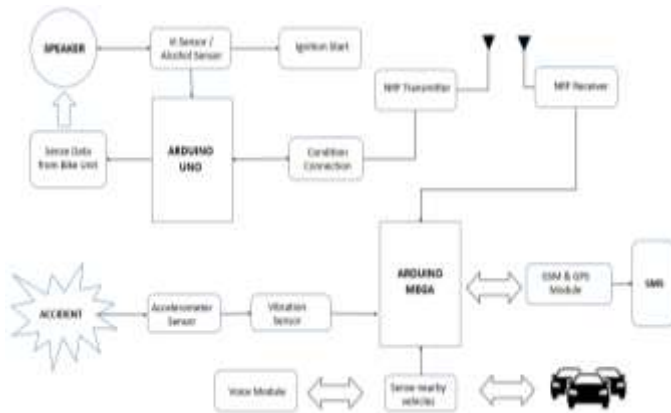 SPEAKER
IR Sensor /
Alcohol Sensor
Ignition Start
NRF Transmitter
NRF Receiver
Sense Data
from Bike Unit
ARDUINO
UNO
Condition
Connection
ARDUINO
MEGA
GSM & GPS
Module
SMS
ACCIDENT
Accelerometer
Sensor
Vibration
Sensor
Voice Module
Sense nearby
vehicles